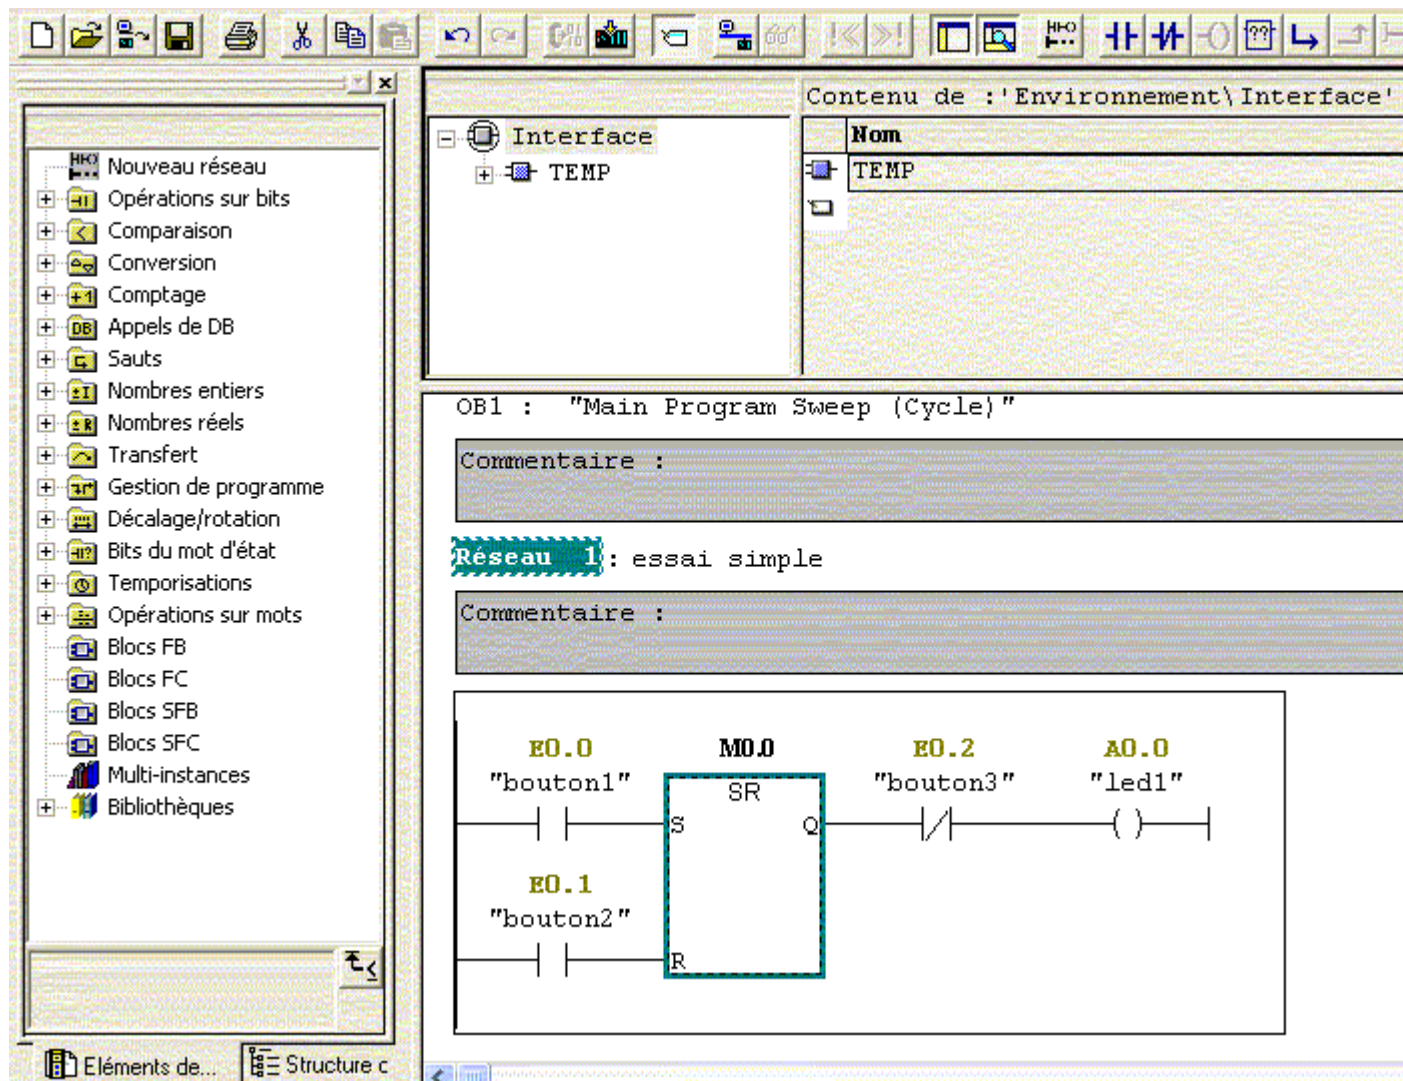 Contenu de :'Environnement\Interface'
Interface
TEMP
Nom
TEMP
Nouveau réseau
Opérations sur bits
Comparaison
Conversion
Comptage
Appels de DB
Sauts
Nombres entiers
Nombres réels
Transfert
Gestion de programme
Décalage/rotation
Bits du mot d'état
Temporisations
Opérations sur mots
Blocs FB
Blocs FC
Blocs SFB
Blocs SFC
Multi-instances
Bibliothèques
Eléments de...
Structure c
OB1 : "Main Program Sweep (Cycle)"
Commentaire :
Réseau 1 : essai simple
Commentaire :
E0.0 M0.0 E0.2 A0.0
"bouton1" SR "bouton3" "led1"
S Q
E0.1
"bouton2"
R